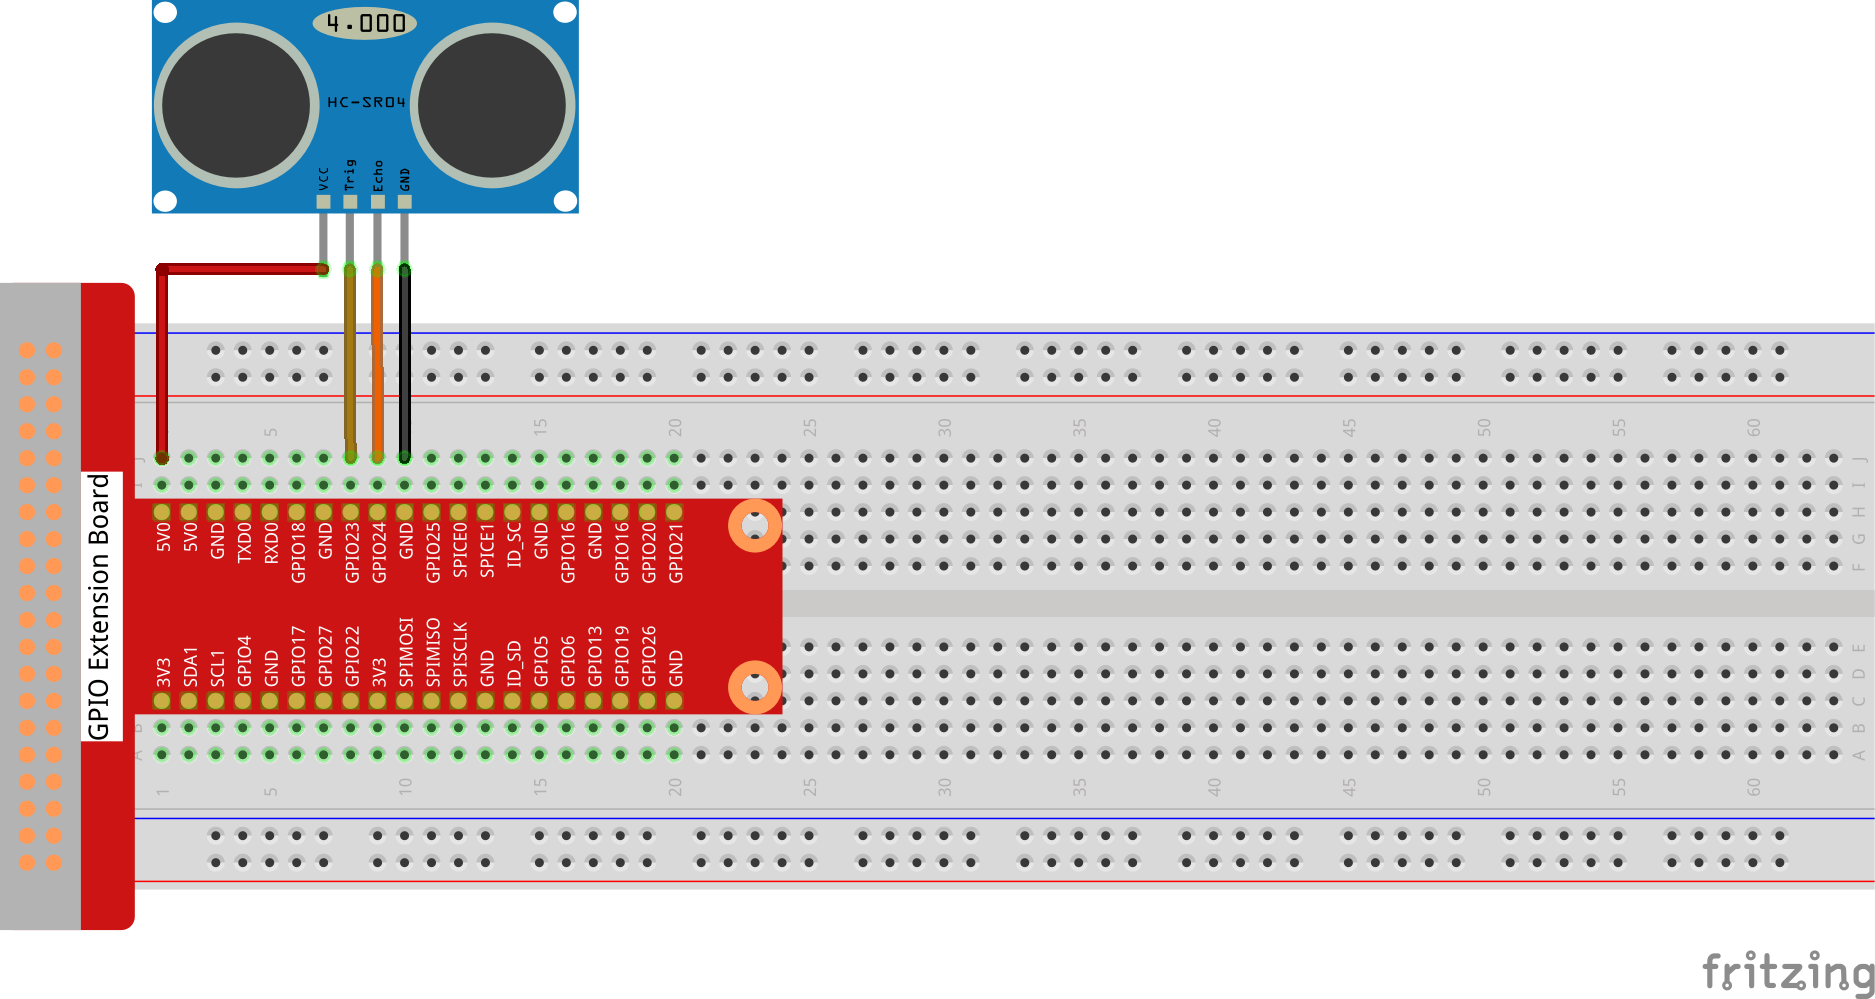 4.000
HC-SR04
VCC Trig Echo GND
5 15 20 25 30 35 40 45 50 55 60
J J
I I
H
G
F
GPIO Extension Board
5V0 5V0 GND TXD0 RXD0 GPIO18 GND GPIO23 GPIO24 GND GPIO25 SPICE0 SPICE1 ID_SC GND GPIO16 GND GPIO16 GPIO20 GPIO21
3V3 SDA1 SCL1 GPIO4 GND GPIO17 GPIO27 GPIO22 3V3 SPIMOSI SPIMISO SPISCLK GND ID_SD GPIO5 GPIO6 GPIO13 GPIO19 GPIO26 GND
E
D
C
B B
A A
1 5 10 15 20 25 30 35 40 45 50 55 60
fritzing